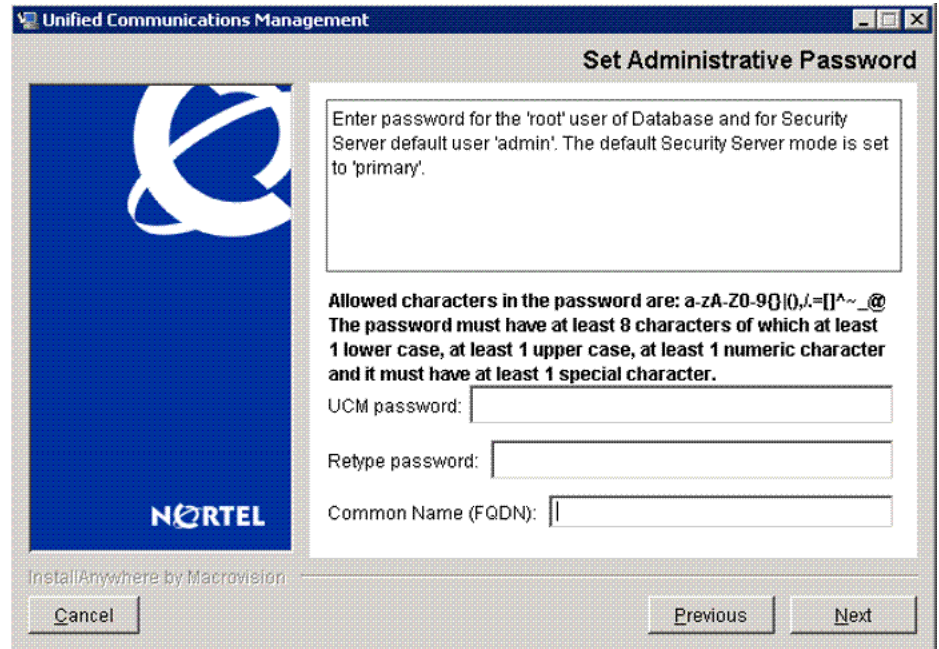 Unified Communications Management
Set Administrative Password
Enter password for the 'root' user of Database and for Security
Server default user 'admin'. The default Security Server mode is set
to 'primary'.
Allowed characters in the password are: a-zA-Z0-9{}|(),/.=[]^~_@
The password must have at least 8 characters of which at least
1 lower case, at least 1 upper case, at least 1 numeric character
and it must have at least 1 special character.
UCM password:
Retype password:
Common Name (FQDN):
NORTEL
InstallAnywhere by Macrovision
Cancel
Previous
Next